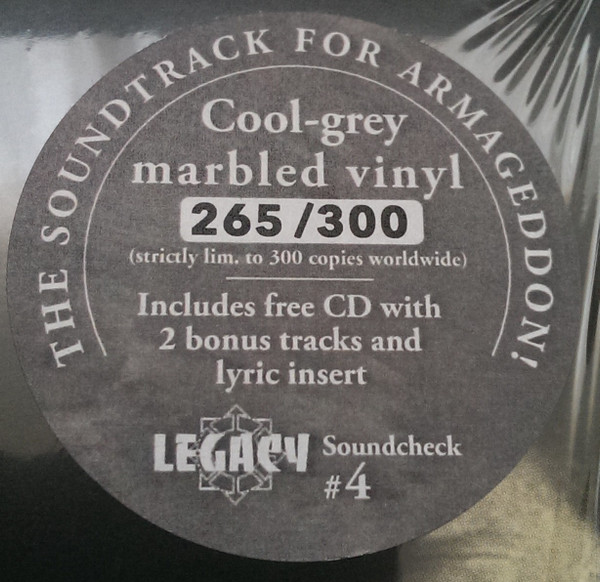 THE SOUNDTRACK FOR ARMAGEDDON!
Cool-grey
marbled vinyl
265/300
(strictly lim. to 300 copies worldwide)
Includes free CD with
2 bonus tracks and
lyric insert
LEGACY Soundcheck
#4